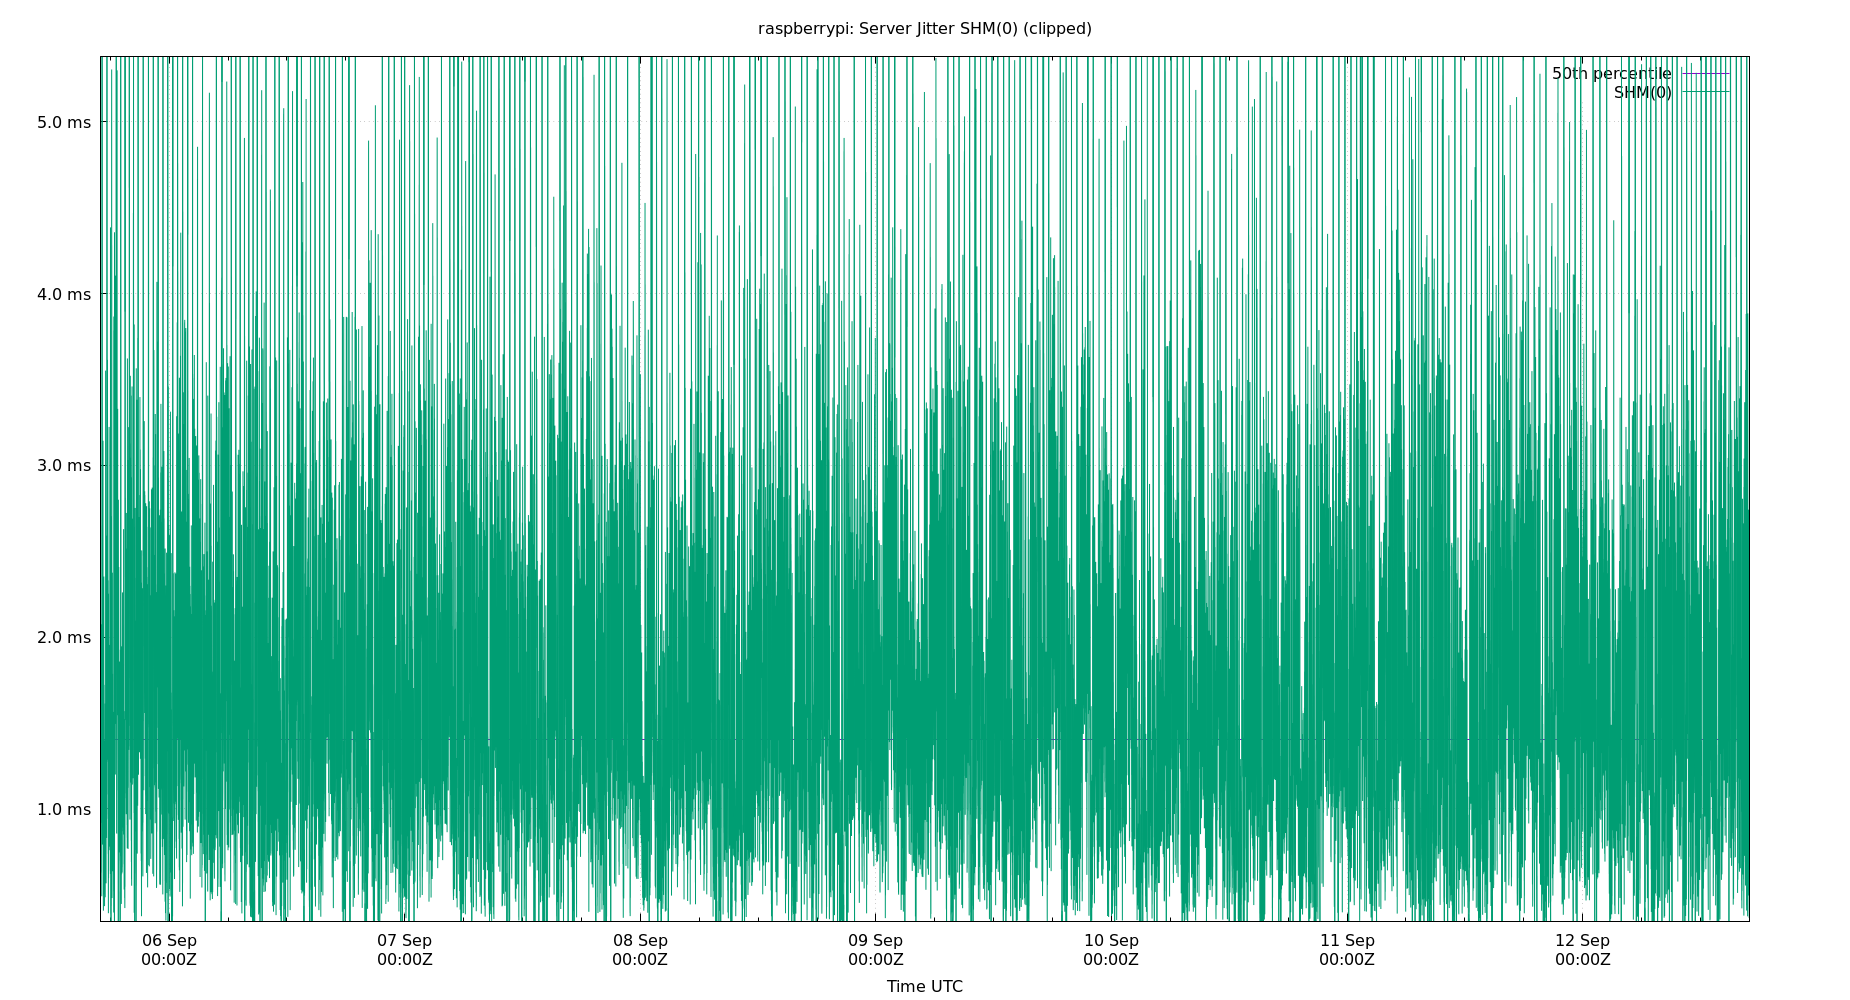 raspberrypi: Server Jitter SHM(0) (clipped)
50th percentile
SHM(0)
5.0 ms
4.0 ms
3.0 ms
2.0 ms
1.0 ms
06 Sep
00:00Z
07 Sep
00:00Z
08 Sep
00:00Z
09 Sep
00:00Z
10 Sep
00:00Z
11 Sep
00:00Z
12 Sep
00:00Z
Time UTC